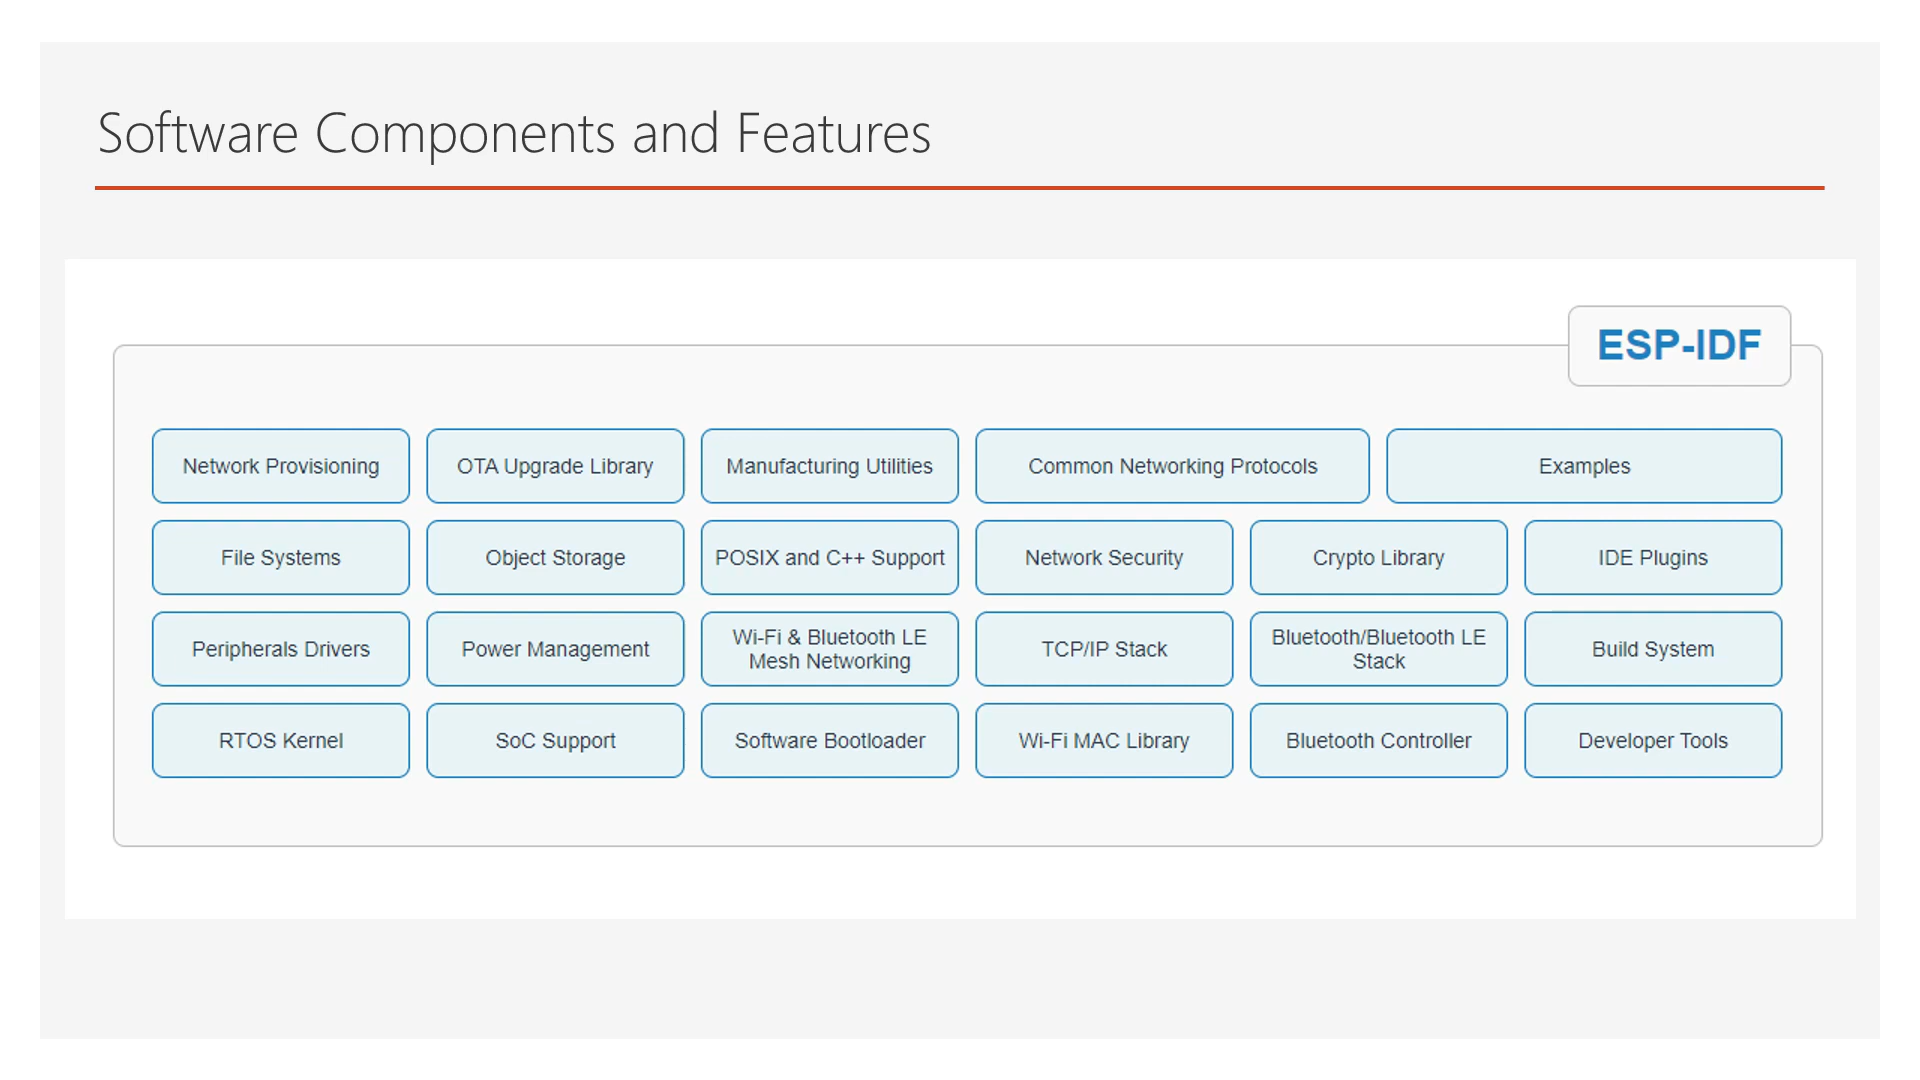 Software Components and Features
ESP-IDF
Network Provisioning
OTA Upgrade Library
Manufacturing Utilities
Common Networking Protocols
Examples
File Systems
Object Storage
POSIX and C++ Support
Network Security
Crypto Library
IDE Plugins
Peripherals Drivers
Power Management
Wi-Fi & Bluetooth LE
Mesh Networking
TCP/IP Stack
Bluetooth/Bluetooth LE
Stack
Build System
RTOS Kernel
SoC Support
Software Bootloader
Wi-Fi MAC Library
Bluetooth Controller
Developer Tools